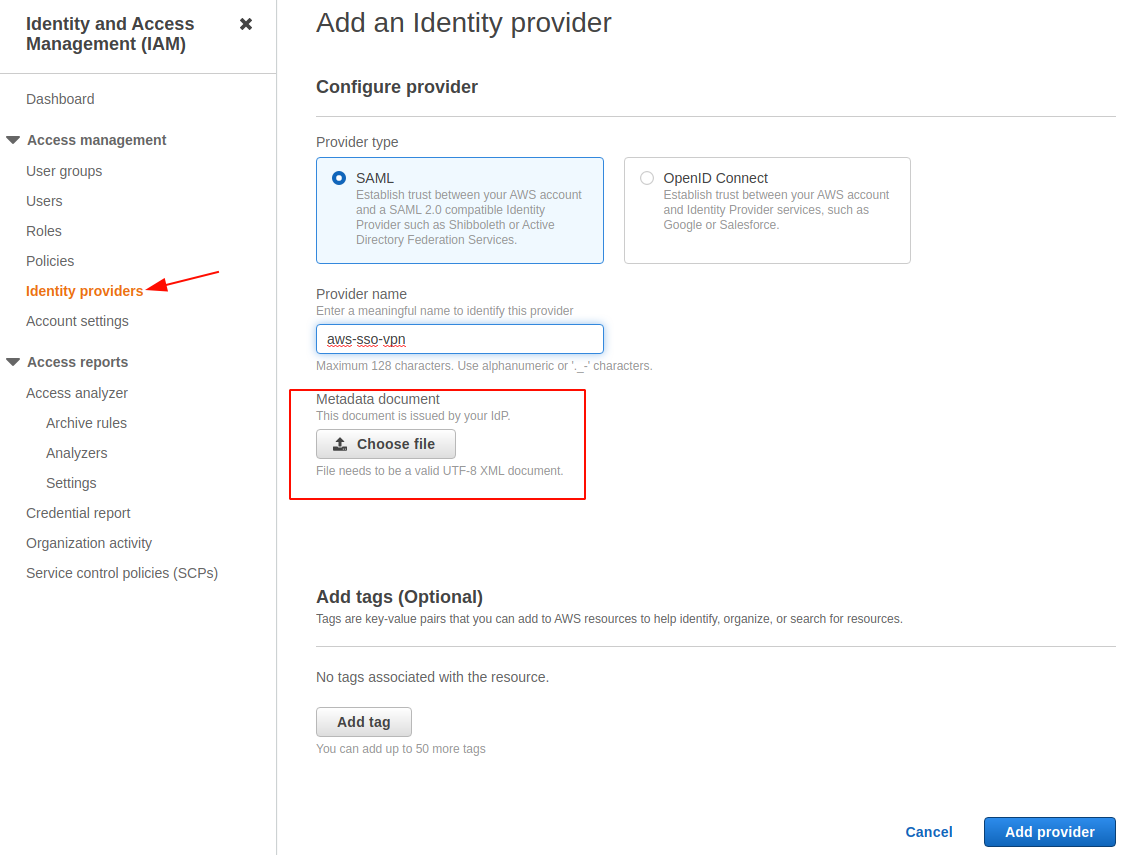 Identity and Access
Management (IAM)
Dashboard
Access management
User groups
Users
Roles
Policies
Identity providers
Account settings
Access reports
Access analyzer
Archive rules
Analyzers
Settings
Credential report
Organization activity
Service control policies (SCPs)
Add an Identity provider
Configure provider
Provider type
SAML
Establish trust between your AWS account
and a SAML 2.0 compatible Identity
Provider such as Shibboleth or Active
Directory Federation Services.
OpenID Connect
Establish trust between your AWS account
and Identity Provider services, such as
Google or Salesforce.
Provider name
Enter a meaningful name to identify this provider
aws-sso-vpn
Maximum 128 characters. Use alphanumeric or '._-' characters.
Metadata document
This document is issued by your IdP.
Choose file
File needs to be a valid UTF-8 XML document.
Add tags (Optional)
Tags are key-value pairs that you can add to AWS resources to help identify, organize, or search for resources.
No tags associated with the resource.
Add tag
You can add up to 50 more tags
Cancel
Add provider